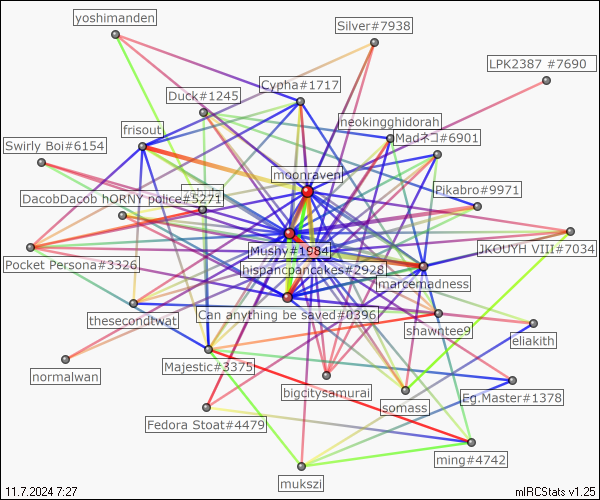 yoshimanden
Silver#7938
LPK2387 #7690
Cypha#1717
Duck#1245
neokingghidorah
frisout
Madネコ#6901
Swirly Boi#6154
moonraven
Pikabro#9971
DacobDacob hORNY police#5271
Mushy#1984
JKOUYH VIII#7034
Pocket Persona#3326
hispancpancakes#2928
marcemadness
Can anything be saved#0396
thesecondtwat
shawntee9
eliakith
Majestic#3375
normalwan
bigcitysamurai
Eg.Master#1378
somass
Fedora Stoat#4479
ming#4742
mukszi
11.7.2024 7:27
mIRCStats v1.25